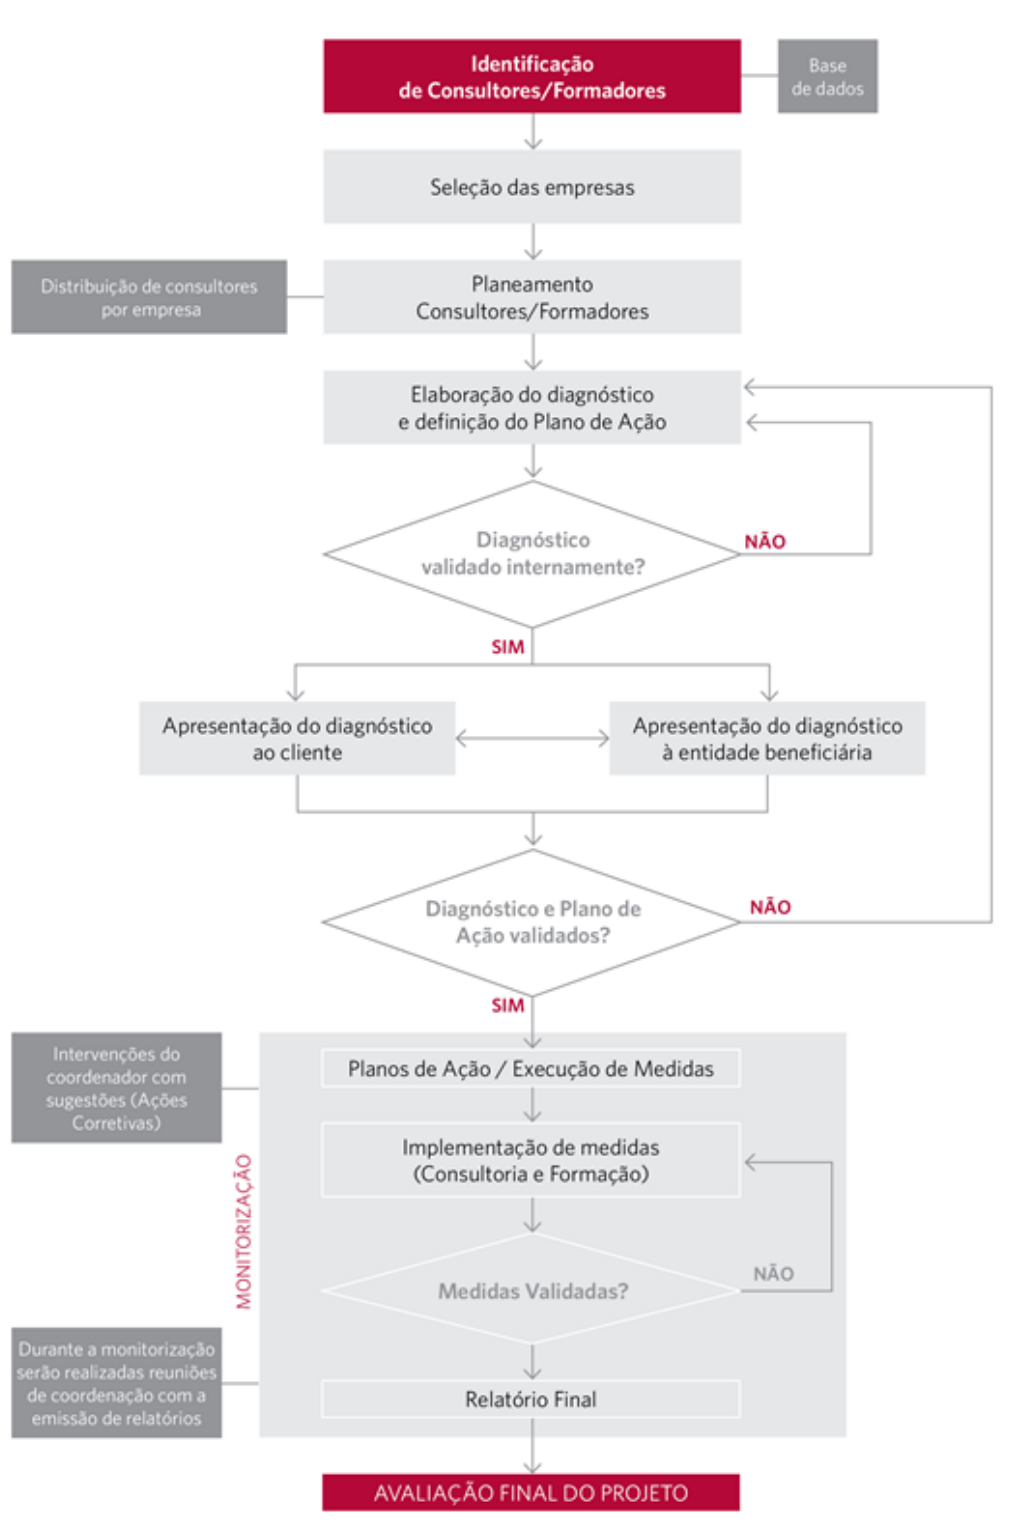 Identificação
de Consultores/Formadores
Base
de dados
Seleção das empresas
Distribuição de consultores
por empresa
Planeamento
Consultores/Formadores
Elaboração do diagnóstico
e definição do Plano de Ação
Diagnóstico
validado internamente?
NÃO
SIM
Apresentação do diagnóstico
ao cliente
Apresentação do diagnóstico
à entidade beneficiária
Diagnóstico e Plano de
Ação validados?
NÃO
SIM
Intervenções do
coordenador com
sugestões (Ações
Corretivas)
Planos de Ação / Execução de Medidas
Implementação de medidas
(Consultoria e Formação)
MONITORIZAÇÃO
Medidas Validadas?
NÃO
Durante a monitorização
serão realizadas reuniões
de coordenação com a
emissão de relatórios
Relatório Final
AVALIAÇÃO FINAL DO PROJETO